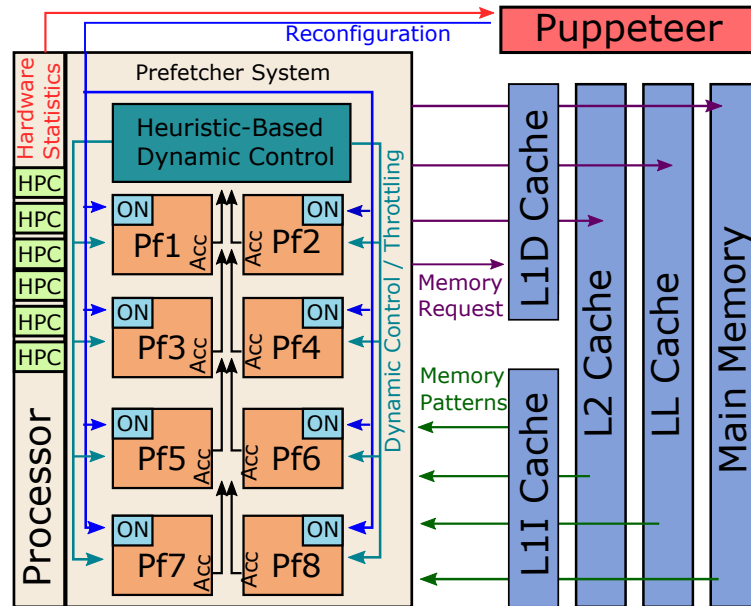 Reconfiguration
Puppeteer
Hardware
Statistics
Prefetcher System
Heuristic-Based
Dynamic Control
HPC
HPC
HPC
HPC
HPC
HPC
Processor
ON
Pf1
Acc
ON
Pf2
Acc
ON
Pf3
Acc
ON
Pf4
Acc
ON
Pf5
Acc
ON
Pf6
Acc
ON
Pf7
Acc
ON
Pf8
Acc
Dynamic Control / Throttling
Memory
Request
Memory
Patterns
L1D Cache
L1I Cache
L2 Cache
LL Cache
Main Memory